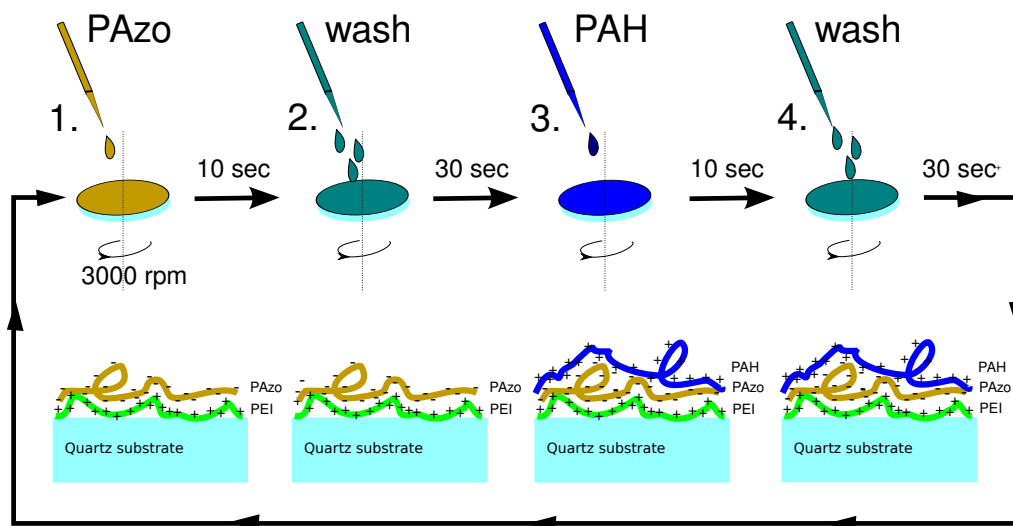 PAzo
wash
PAH
wash
1.
2.
3.
4.
10 sec
30 sec
10 sec
30 sec+
3000 rpm
PAzo
PEI
Quartz substrate
PAzo
PEI
Quartz substrate
PAH
PAzo
PEI
Quartz substrate
PAH
PAzo
PEI
Quartz substrate